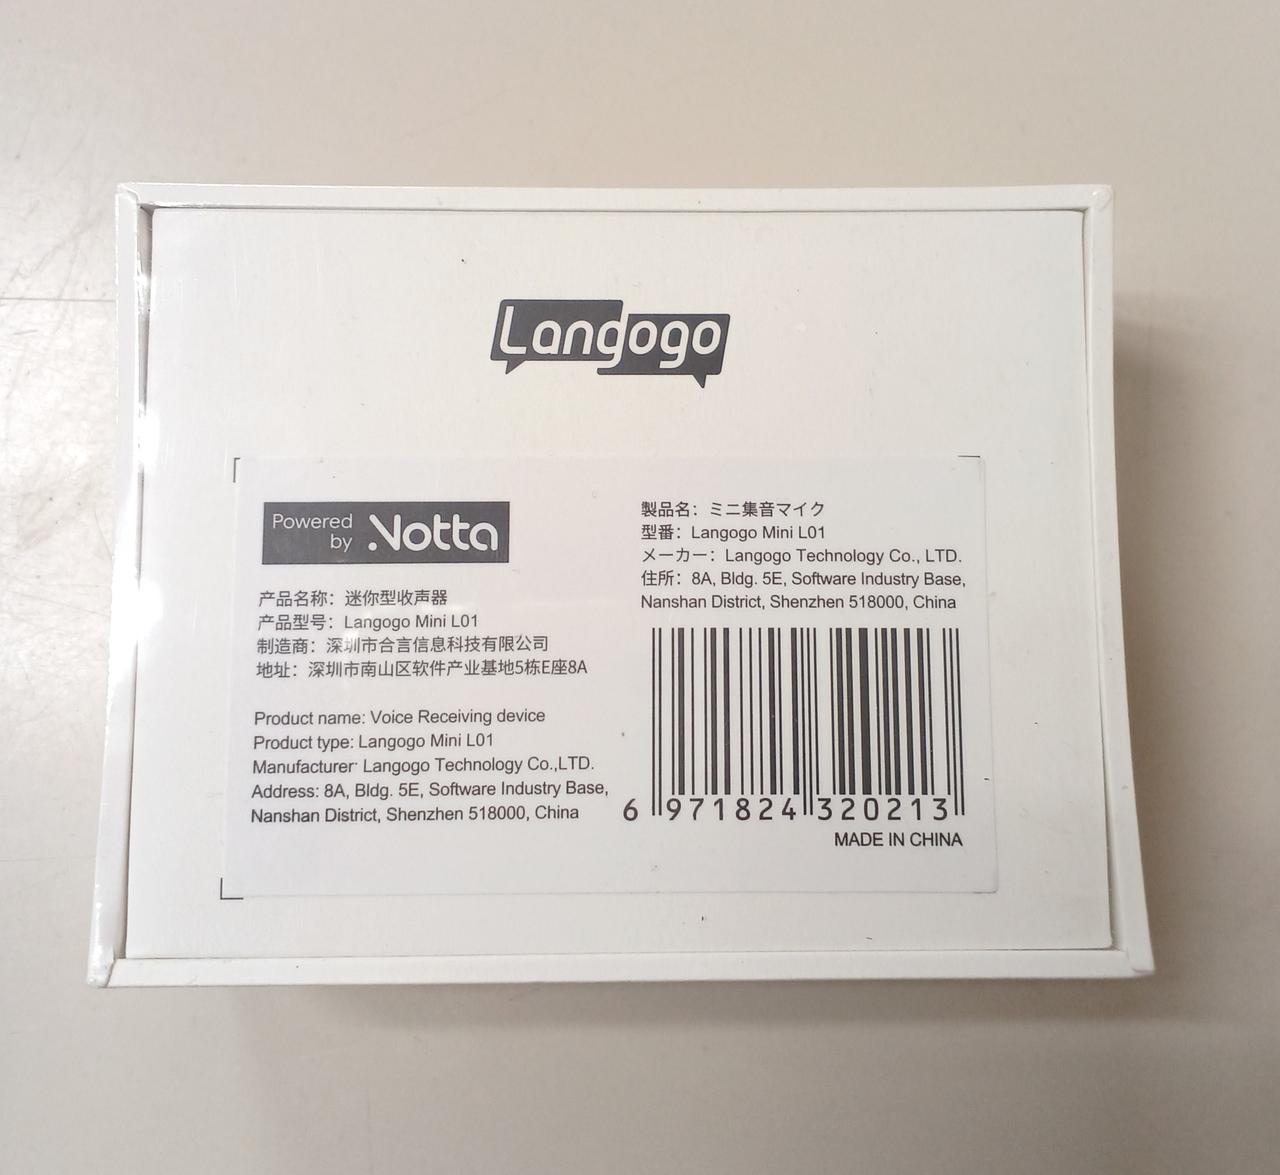 Langogo
Powered
by Notta
产品名称：迷你型收声器
产品型号：Langogo Mini L01
制造商：深圳市合言信息科技有限公司
地址：深圳市南山区软件产业基地5栋E座8A
Product name: Voice Receiving device
Product type: Langogo Mini L01
Manufacturer: Langogo Technology Co.,LTD.
Address: 8A, Bldg. 5E, Software Industry Base,
Nanshan District, Shenzhen 518000, China
製品名：ミニ集音マイク
型番：Langogo Mini L01
メーカー：Langogo Technology Co., LTD.
住所：8A, Bldg. 5E, Software Industry Base,
Nanshan District, Shenzhen 518000, China
6 971824 320213
MADE IN CHINA